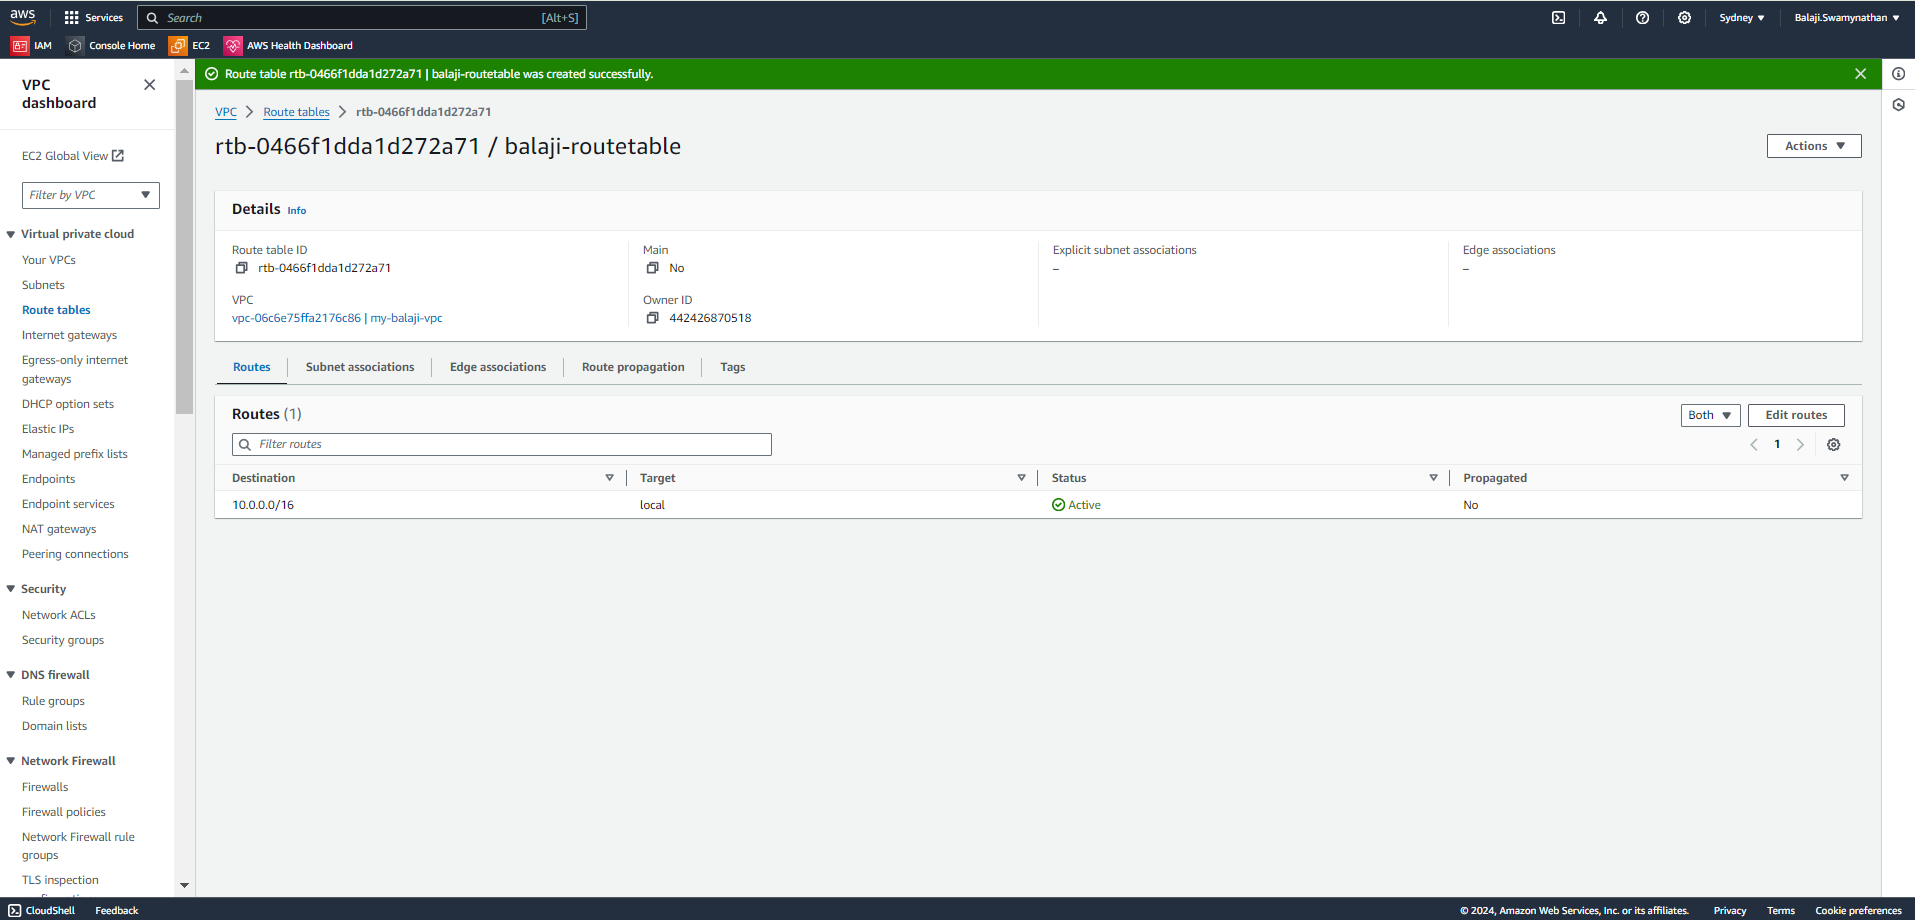 aws
Services
Search
[Alt+S]
Sydney ▼
Balaji.Swamynathan ▼
IAM
Console Home
EC2
AWS Health Dashboard
VPC
dashboard
EC2 Global View
Filter by VPC
Virtual private cloud
Your VPCs
Subnets
Route tables
Internet gateways
Egress-only internet
gateways
DHCP option sets
Elastic IPs
Managed prefix lists
Endpoints
Endpoint services
NAT gateways
Peering connections
Security
Network ACLs
Security groups
DNS firewall
Rule groups
Domain lists
Network Firewall
Firewalls
Firewall policies
Network Firewall rule
groups
TLS inspection
Route table rtb-0466f1dda1d272a71 | balaji-routetable was created successfully.
VPC > Route tables > rtb-0466f1dda1d272a71
rtb-0466f1dda1d272a71 / balaji-routetable
Actions ▼
Details Info
Route table ID
rtb-0466f1dda1d272a71
Main
No
Explicit subnet associations
–
Edge associations
–
VPC
vpc-06c6e75ffa2176c86 | my-balaji-vpc
Owner ID
442426870518
Routes
Subnet associations
Edge associations
Route propagation
Tags
Routes (1)
Both ▼
Edit routes
Filter routes
1
Destination
Target
Status
Propagated
10.0.0.0/16
local
Active
No
CloudShell
Feedback
© 2024, Amazon Web Services, Inc. or its affiliates.
Privacy
Terms
Cookie preferences